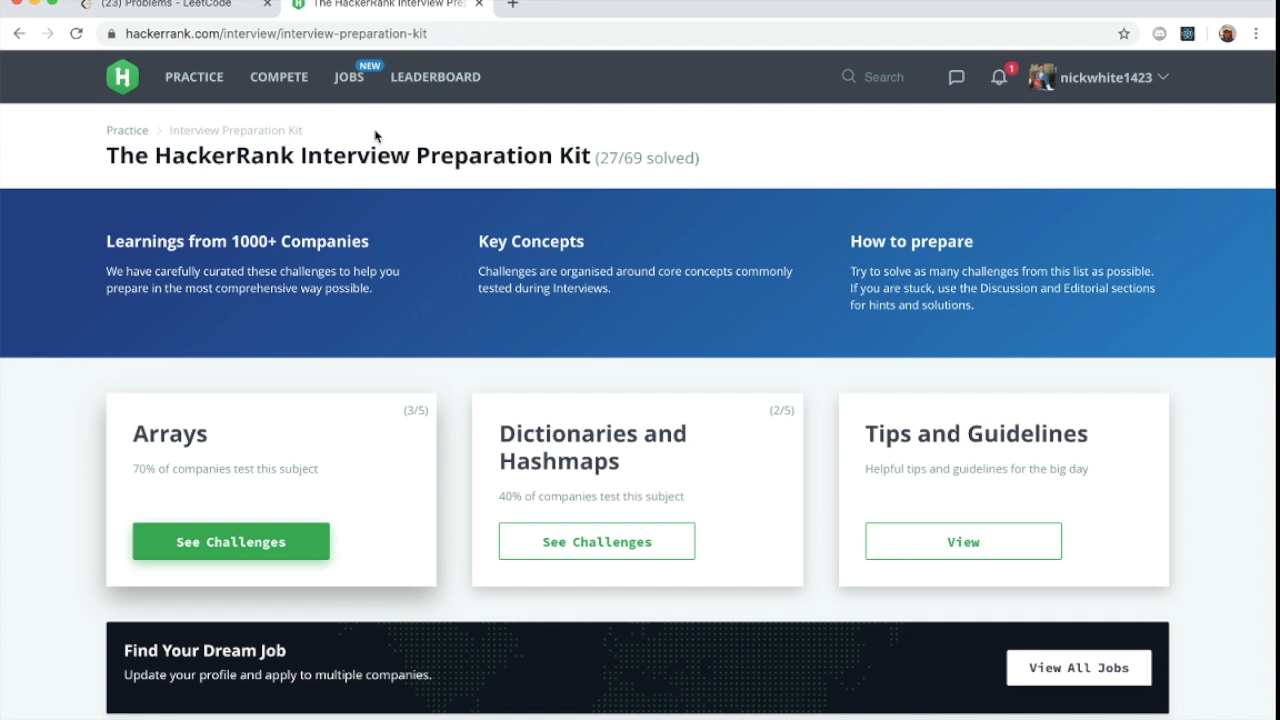 (23) Problems - LeetCode
The HackerRank Interview Prep
hackerrank.com/interview/interview-preparation-kit
H PRACTICE COMPETE JOBS NEW LEADERBOARD Search 1 nickwhite1423
Practice > Interview Preparation Kit
The HackerRank Interview Preparation Kit (27/69 solved)
Learnings from 1000+ Companies
We have carefully curated these challenges to help you
prepare in the most comprehensive way possible.
Key Concepts
Challenges are organised around core concepts commonly
tested during Interviews.
How to prepare
Try to solve as many challenges from this list as possible.
If you are stuck, use the Discussion and Editorial sections
for hints and solutions.
(3/5)
Arrays
70% of companies test this subject
See Challenges
(2/5)
Dictionaries and
Hashmaps
40% of companies test this subject
See Challenges
Tips and Guidelines
Helpful tips and guidelines for the big day
View
Find Your Dream Job
Update your profile and apply to multiple companies.
View All Jobs